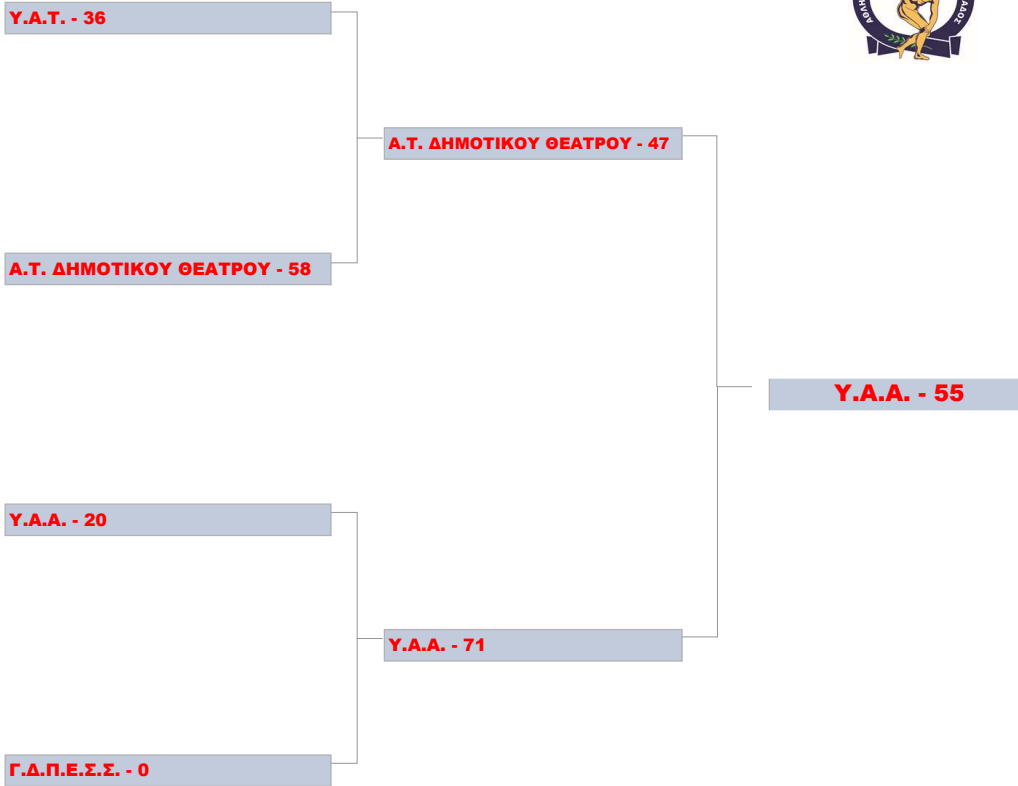 Υ.Α.Τ. - 36
Α.Τ. ΔΗΜΟΤΙΚΟΥ ΘΕΑΤΡΟΥ - 47
Α.Τ. ΔΗΜΟΤΙΚΟΥ ΘΕΑΤΡΟΥ - 58
Υ.Α.Α. - 55
Υ.Α.Α. - 20
Υ.Α.Α. - 71
Γ.Δ.Π.Ε.Σ.Σ. - 0